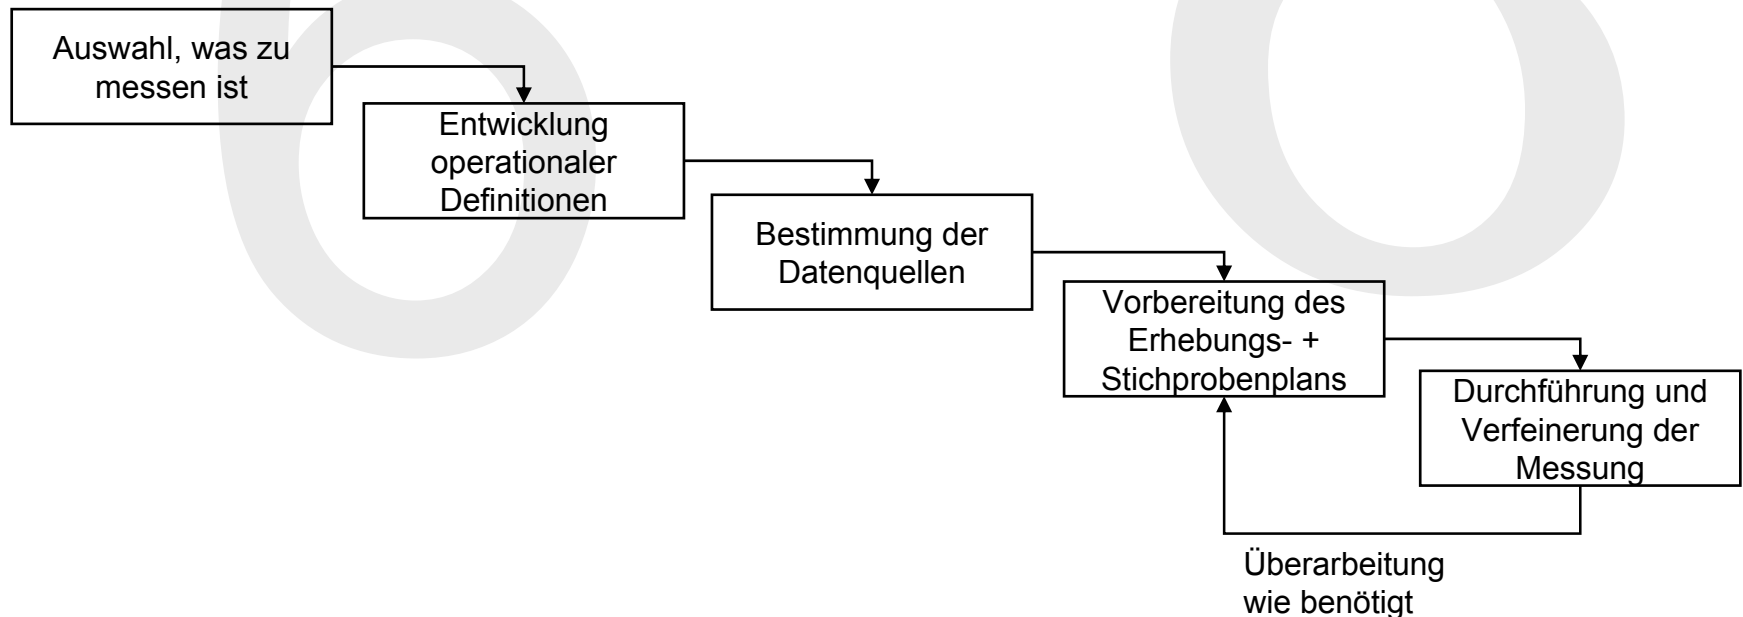 Auswahl, was zu
messen ist
Entwicklung
operationaler
Definitionen
Bestimmung der
Datenquellen
Vorbereitung des
Erhebungs- +
Stichprobenplans
Durchführung und
Verfeinerung der
Messung
Überarbeitung
wie benötigt